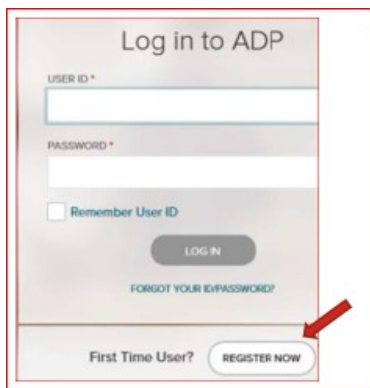 Log in to ADP
USER ID *
PASSWORD *
Remember User ID
LOG IN
FORGOT YOUR ID/PASSWORD?
First Time User? REGISTER NOW